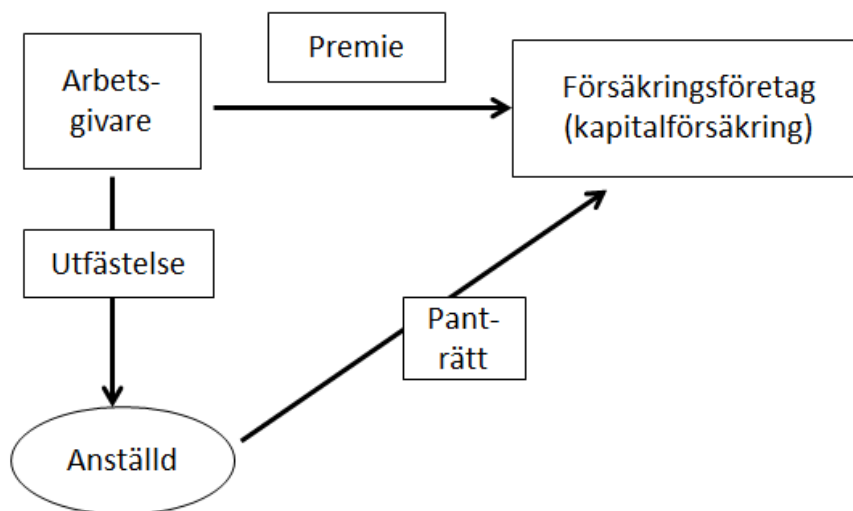 Premie
Arbets-
givare
Försäkringsföretag
(kapitalförsäkring)
Utfästelse
Pant-
rätt
Anställd